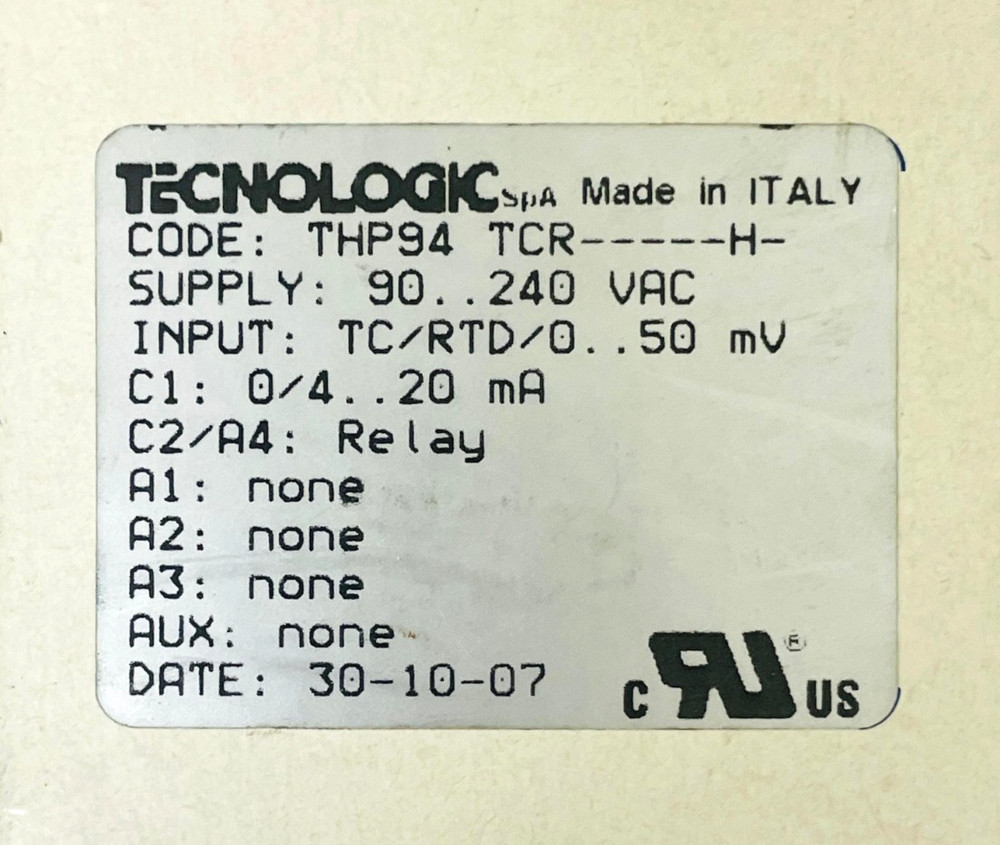 TECNOLOGIC SpA Made in ITALY
CODE: THP94 TCR-----H-
SUPPLY: 90..240 VAC
INPUT: TC/RTD/0..50 mV
C1: 0/4..20 mA
C2/A4: Relay
A1: none
A2: none
A3: none
AUX: none
DATE: 30-10-07
C RU ® US